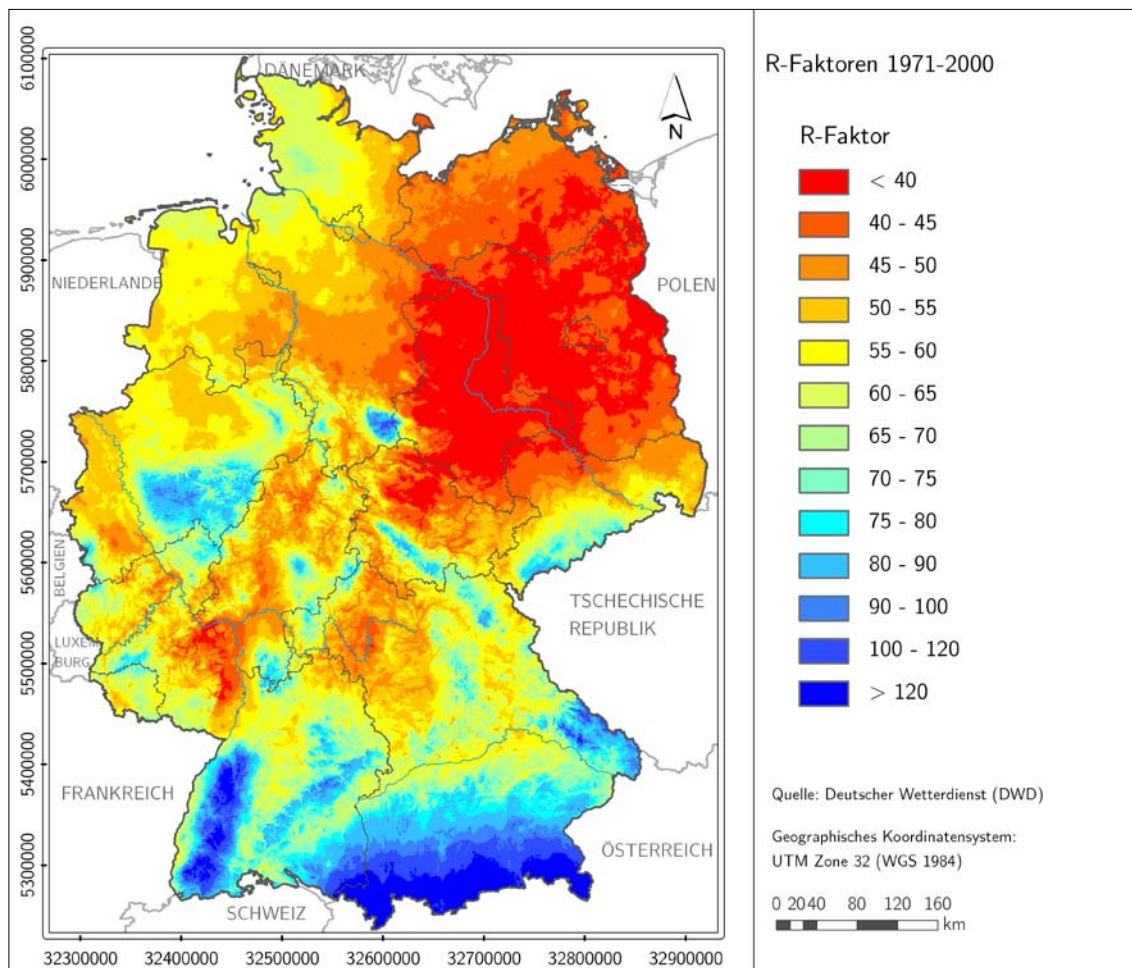 R-Faktoren 1971-2000
R-Faktor
< 40
40 - 45
45 - 50
50 - 55
55 - 60
60 - 65
65 - 70
70 - 75
75 - 80
80 - 90
90 - 100
100 - 120
> 120
Quelle: Deutscher Wetterdienst (DWD)
Geographisches Koordinatensystem:
UTM Zone 32 (WGS 1984)
0 20 40 80 120 160
km
N
DÄNEMARK
NIEDERLANDE
POLEN
BELGIEN
LUXEM
BURG
TSCHECHISCHE
REPUBLIK
FRANKREICH
ÖSTERREICH
SCHWEIZ
6100000
6000000
5900000
5800000
5700000
5600000
5500000
5400000
5300000
32300000 32400000 32500000 32600000 32700000 32800000 32900000